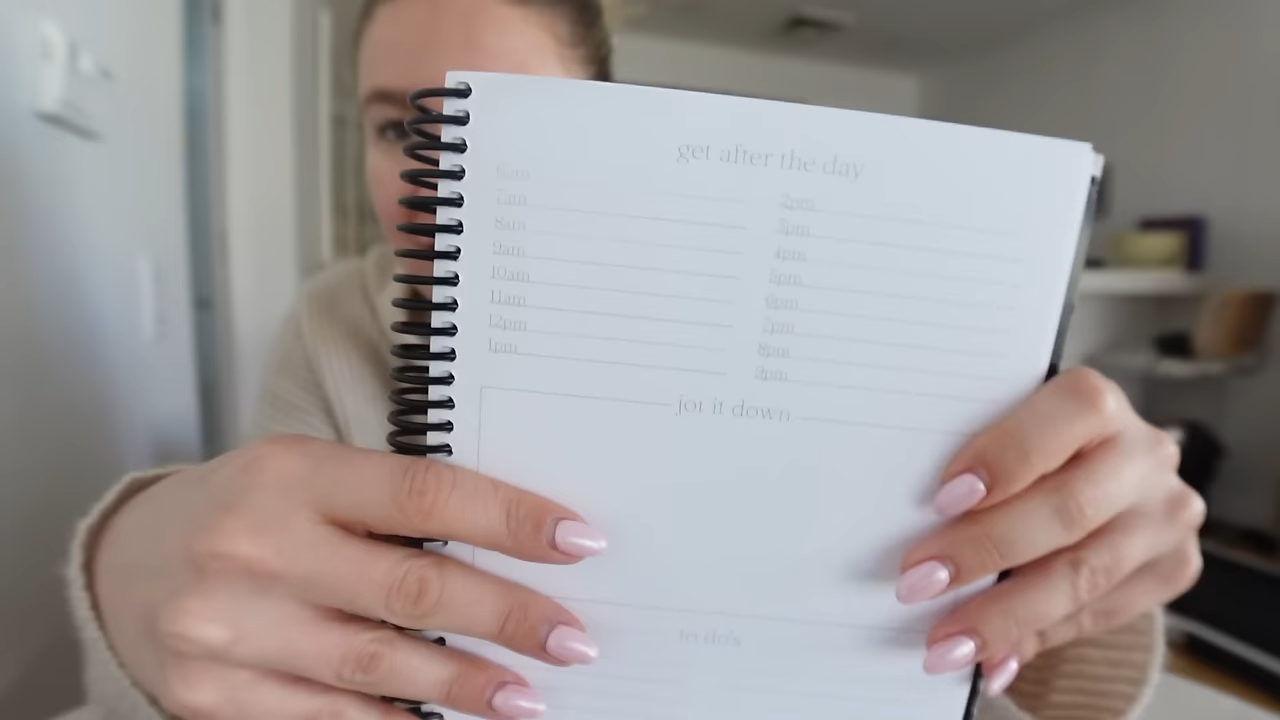 get after the day
6am
7am
8am
9am
10am
11am
12pm
1pm
2pm
3pm
4pm
5pm
6pm
7pm
8pm
9pm
jot it down
to do's